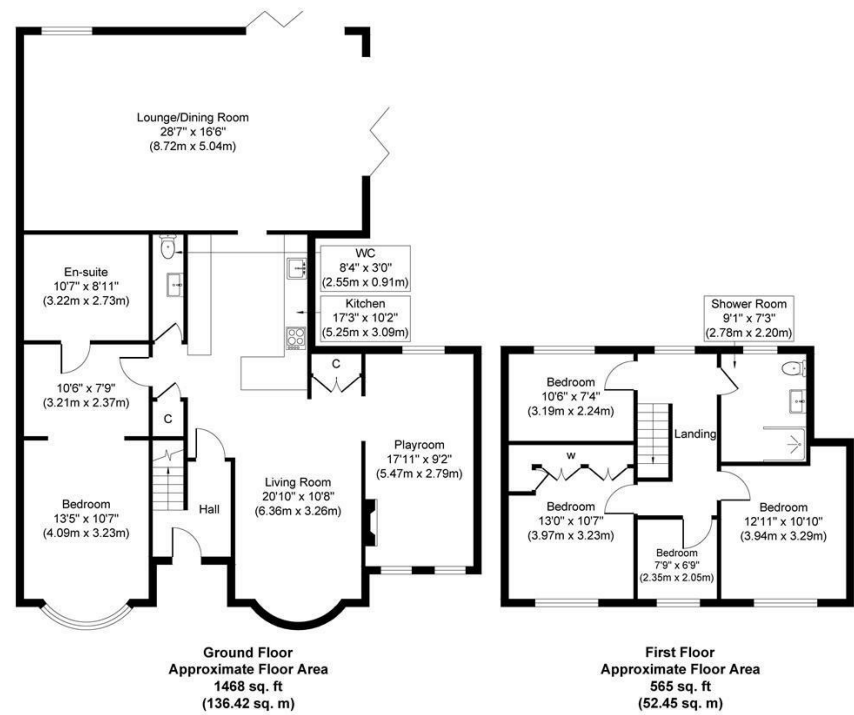 Lounge/Dining Room
28'7" x 16'6"
(8.72m x 5.04m)
En-suite
10'7" x 8'11"
(3.22m x 2.73m)
WC
8'4" x 3'0"
(2.55m x 0.91m)
Kitchen
17'3" x 10'2"
(5.25m x 3.09m)
10'6" x 7'9"
(3.21m x 2.37m)
C
C
Playroom
17'11" x 9'2"
(5.47m x 2.79m)
Living Room
20'10" x 10'8"
(6.36m x 3.26m)
Hall
Bedroom
13'5" x 10'7"
(4.09m x 3.23m)
Ground Floor
Approximate Floor Area
1468 sq. ft
(136.42 sq. m)
Shower Room
9'1" x 7'3"
(2.78m x 2.20m)
Bedroom
10'6" x 7'4"
(3.19m x 2.24m)
Landing
W
Bedroom
13'0" x 10'7"
(3.97m x 3.23m)
Bedroom
7'9" x 6'9"
(2.35m x 2.05m)
Bedroom
12'11" x 10'10"
(3.94m x 3.29m)
First Floor
Approximate Floor Area
565 sq. ft
(52.45 sq. m)